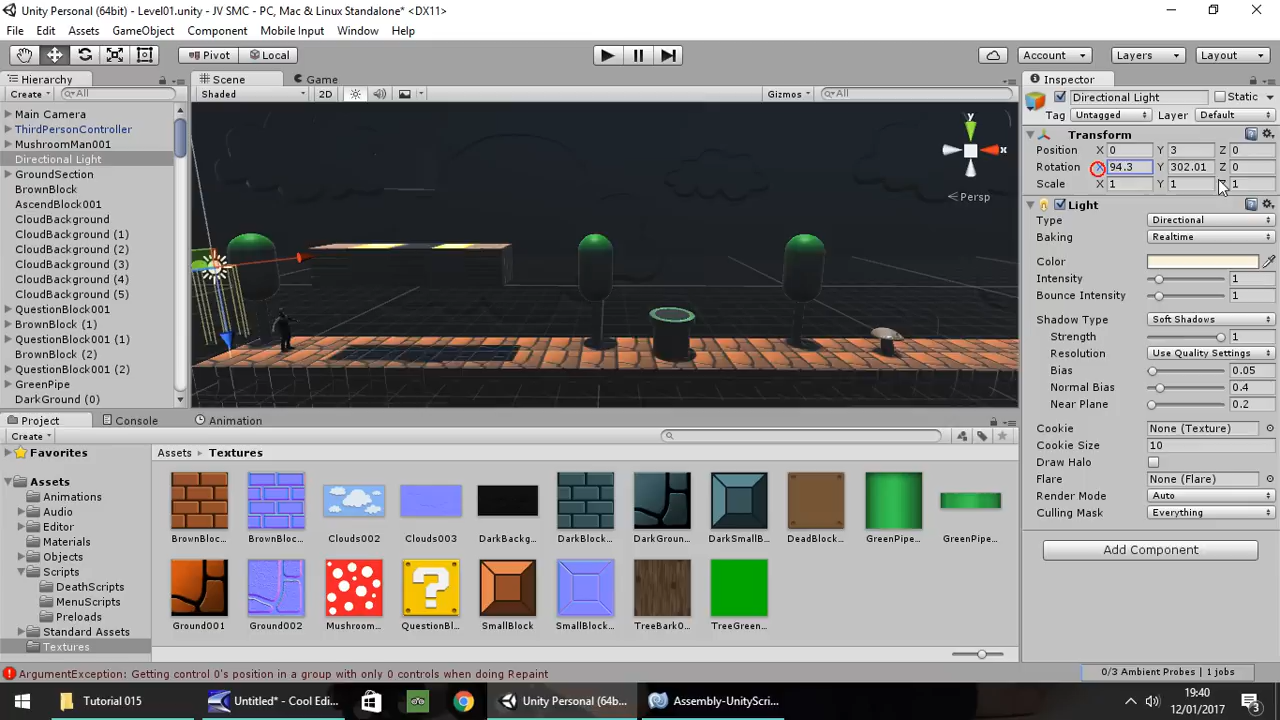 Unity Personal (64bit) - Level01.unity - JV SMC - PC, Mac & Linux Standalone* <DX11>
File Edit Assets GameObject Component Mobile Input Window Help
Pivot Local Account Layers Layout
Hierarchy Scene Game Inspector
Create All Shaded 2D Gizmos All
Main Camera
ThirdPersonController
MushroomMan001
Directional Light
GroundSection
BrownBlock
AscendBlock001
CloudBackground
CloudBackground (1)
CloudBackground (2)
CloudBackground (3)
CloudBackground (4)
CloudBackground (5)
QuestionBlock001
BrownBlock (1)
QuestionBlock001 (1)
BrownBlock (2)
QuestionBlock001 (2)
GreenPipe
DarkGround (0)
y
x
Persp
Directional Light Static
Tag Untagged Layer Default
Transform
Position X 0 Y 3 Z 0
Rotation X 94.3 Y 302.01 Z 0
Scale X 1 Y 1 Z 1
Light
Type Directional
Baking Realtime
Color
Intensity 1
Bounce Intensity 1
Shadow Type Soft Shadows
Strength 1
Resolution Use Quality Settings
Bias 0.05
Normal Bias 0.4
Near Plane 0.2
Cookie None (Texture)
Cookie Size 10
Draw Halo
Flare None (Flare)
Render Mode Auto
Culling Mask Everything
Add Component
Project Console Animation
Create
Favorites
Assets
Animations
Audio
Editor
Materials
Objects
Scripts
DeathScripts
MenuScripts
Preloads
Standard Assets
Textures
Assets Textures
BrownBloc... BrownBloc... Clouds002 Clouds003 DarkBackg... DarkBlock... DarkGroun... DarkSmallB... DeadBlock... GreenPipe... GreenPipe...
?
Ground001 Ground002 Mushroom... QuestionBl... SmallBlock SmallBlock... TreeBark0... TreeGreen...
ArgumentException: Getting control 0's position in a group with only 0 controls when doing Repaint
0/3 Ambient Probes | 1 jobs
Tutorial 015 Untitled* - Cool Edi... Unity Personal (64b... Assembly-UnityScri...
19:40
12/01/2017
3